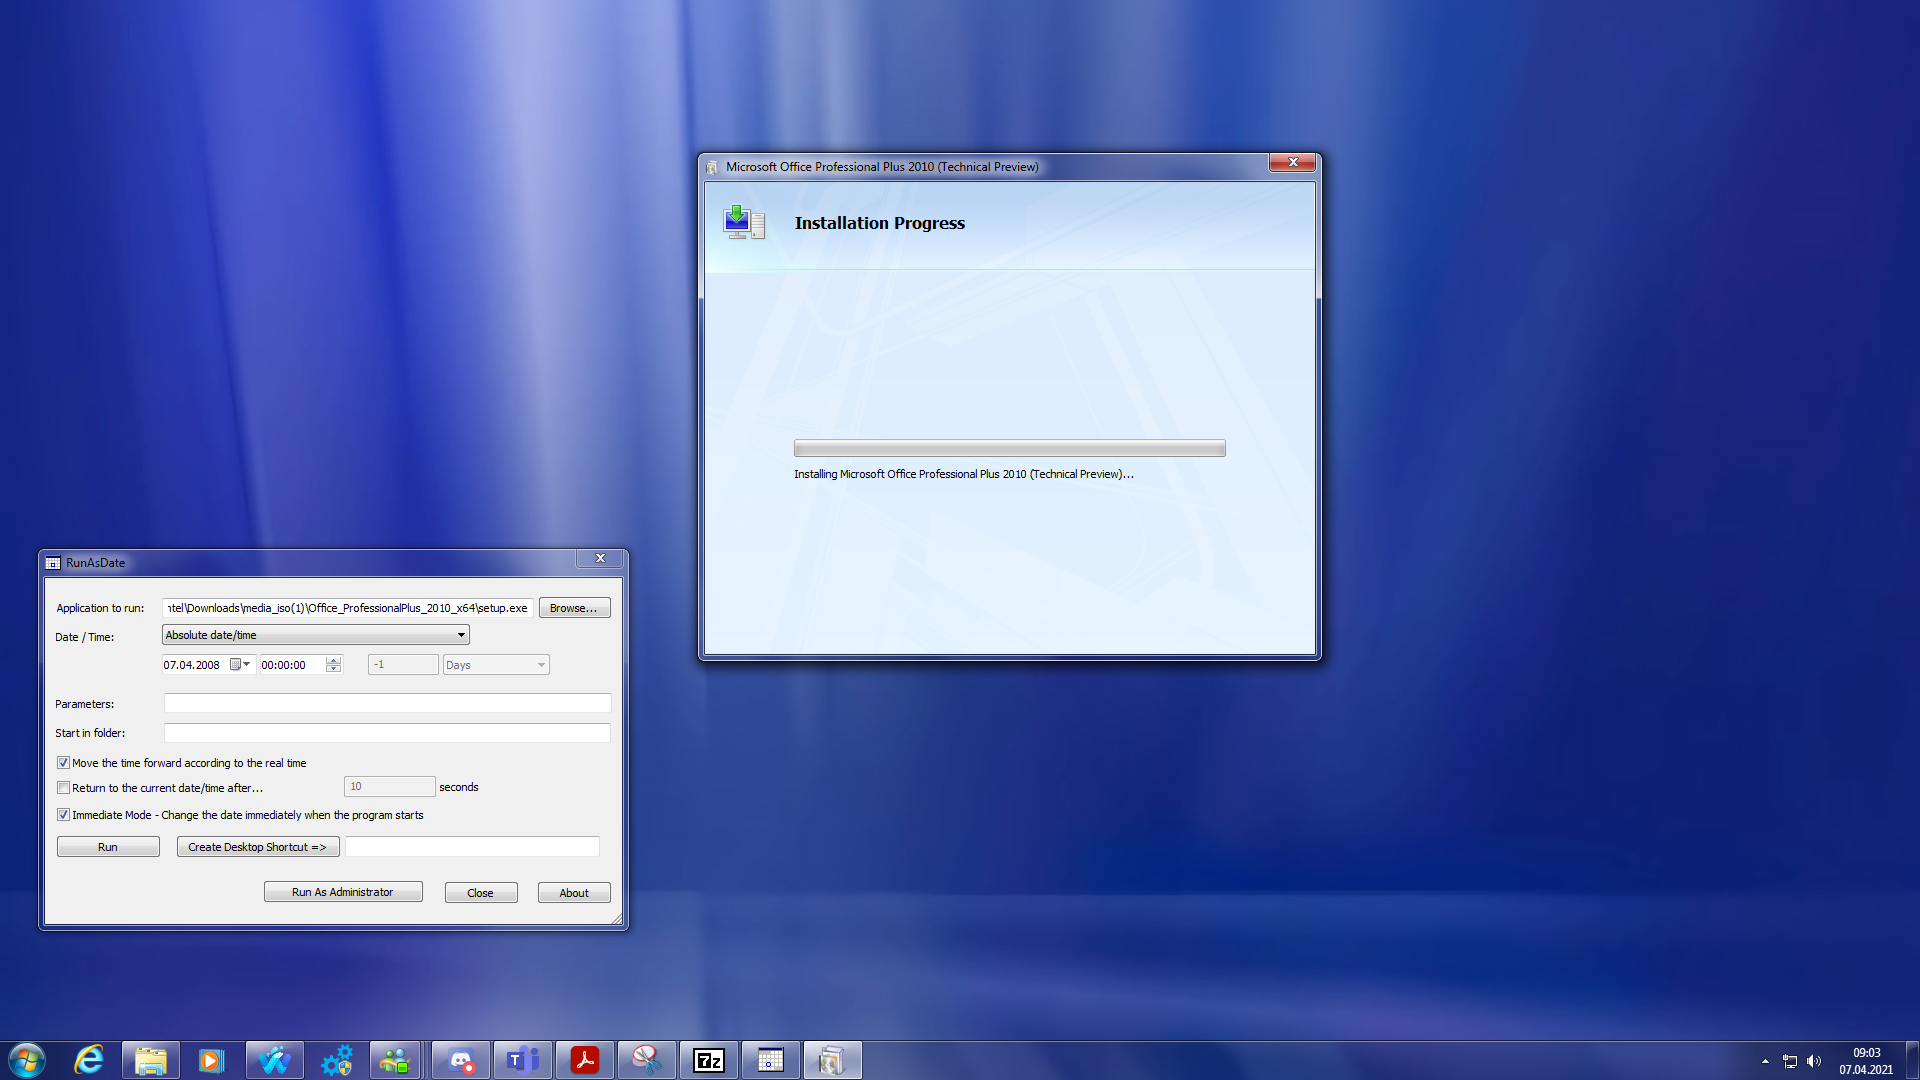 Microsoft Office Professional Plus 2010 (Technical Preview)
Installation Progress
Installing Microsoft Office Professional Plus 2010 (Technical Preview)...
RunAsDate
Application to run: ntel\Downloads\media_iso(1)\Office_ProfessionalPlus_2010_x64\setup.exe Browse...
Date / Time: Absolute date/time
07.04.2008 00:00:00 -1 Days
Parameters:
Start in folder:
Move the time forward according to the real time
Return to the current date/time after... 10 seconds
Immediate Mode - Change the date immediately when the program starts
Run Create Desktop Shortcut =>
Run As Administrator Close About
7z
09:03
07.04.2021